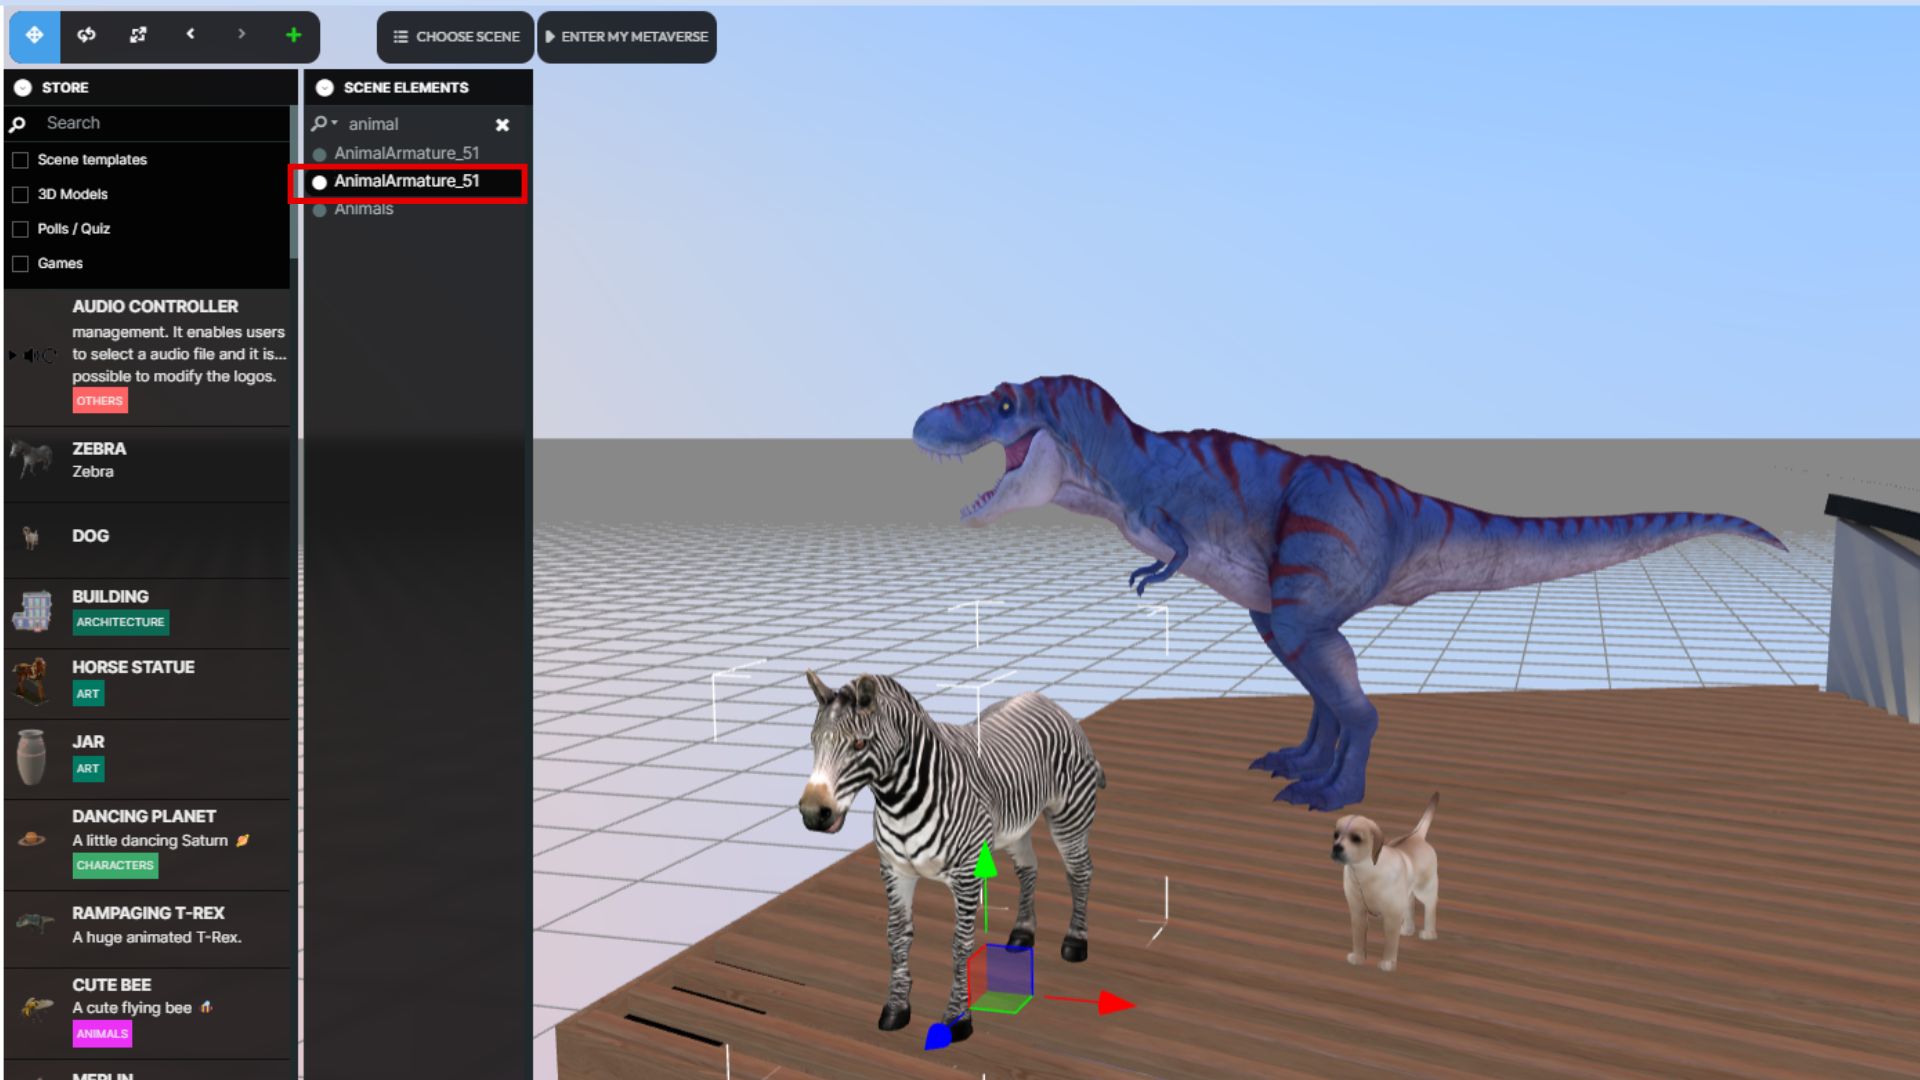 CHOOSE SCENE
ENTER MY METAVERSE
STORE
Search
Scene templates
3D Models
Polls / Quiz
Games
AUDIO CONTROLLER
management. It enables users
to select a audio file and it is...
possible to modify the logos.
OTHERS
ZEBRA
Zebra
DOG
BUILDING
ARCHITECTURE
HORSE STATUE
ART
JAR
ART
DANCING PLANET
A little dancing Saturn 🪐
CHARACTERS
RAMPAGING T-REX
A huge animated T-Rex.
CUTE BEE
A cute flying bee
ANIMALS
MERLIN
SCENE ELEMENTS
animal
AnimalArmature_51
AnimalArmature_51
Animals